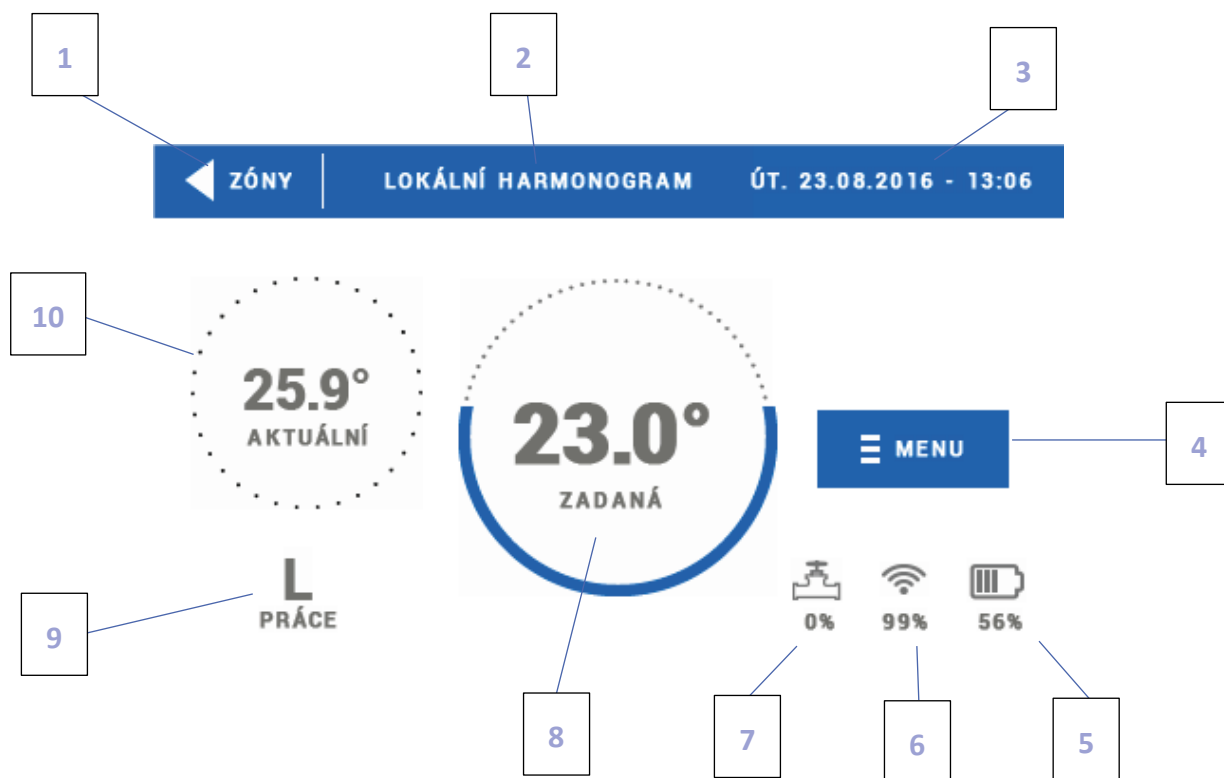 1
2
3
ZÓNY
LOKÁLNÍ HARMONOGRAM
ÚT. 23.08.2016 - 13:06
10
25.9°
AKTUÁLNÍ
23.0°
ZADANÁ
MENU
4
L
PRÁCE
9
0%
99%
56%
8
7
6
5